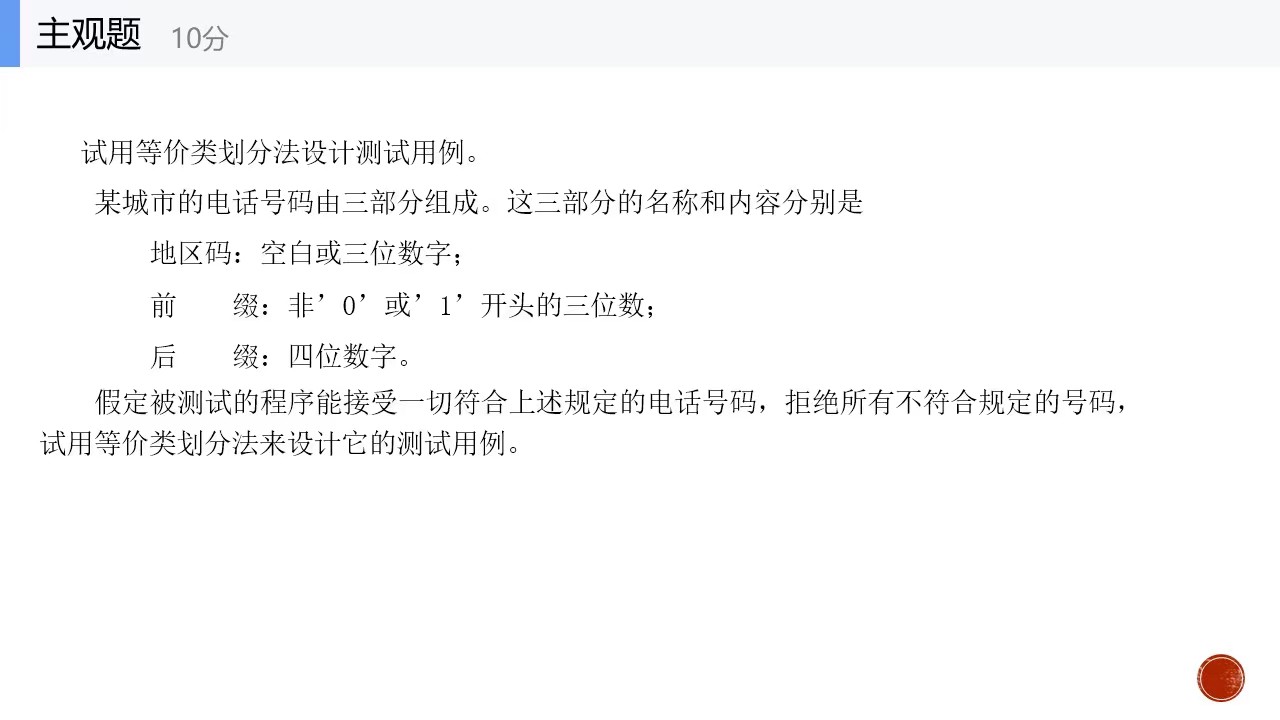 主观题 10分
试用等价类划分法设计测试用例。
某城市的电话号码由三部分组成。这三部分的名称和内容分别是
地区码：空白或三位数字；
前　　缀：非’0’或’1’开头的三位数；
后　　缀：四位数字。
假定被测试的程序能接受一切符合上述规定的电话号码，拒绝所有不符合规定的号码，
试用等价类划分法来设计它的测试用例。